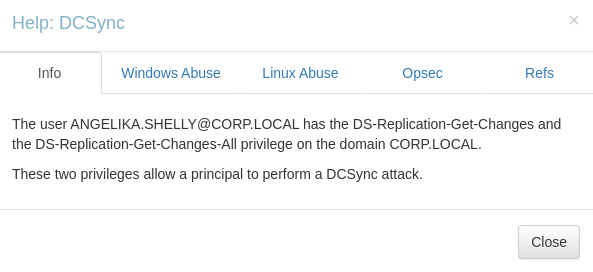 Help: DCSync
×
Info
Windows Abuse
Linux Abuse
Opsec
Refs
The user ANGELIKA.SHELLY@CORP.LOCAL has the DS-Replication-Get-Changes and
the DS-Replication-Get-Changes-All privilege on the domain CORP.LOCAL.
These two privileges allow a principal to perform a DCSync attack.
Close